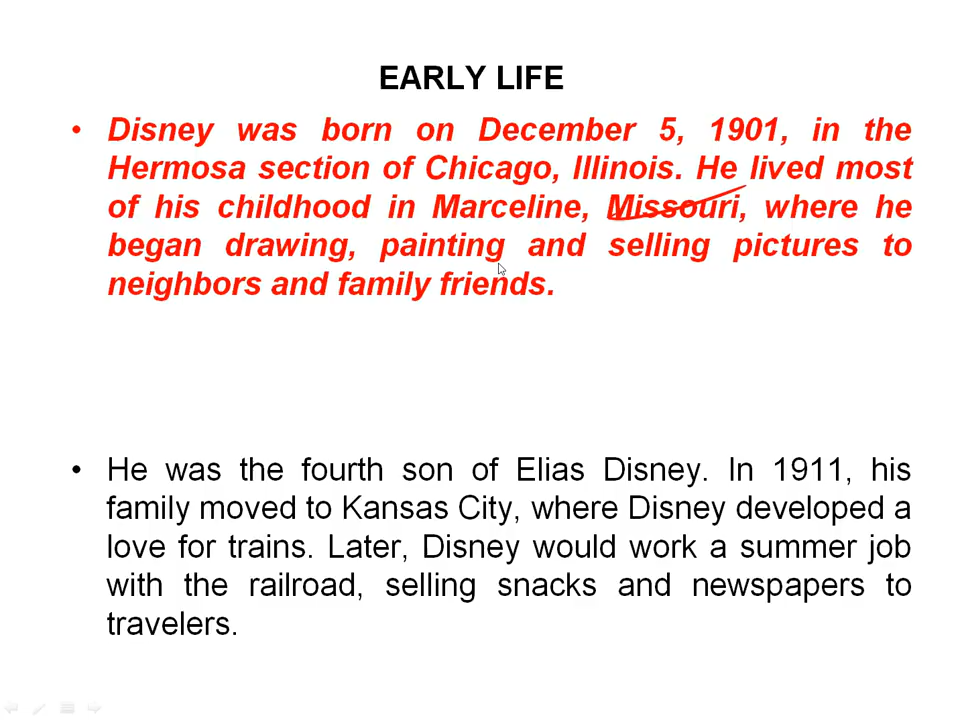 EARLY LIFE
• Disney was born on December 5, 1901, in the
Hermosa section of Chicago, Illinois. He lived most
of his childhood in Marceline, Missouri, where he
began drawing, painting and selling pictures to
neighbors and family friends.
• He was the fourth son of Elias Disney. In 1911, his
family moved to Kansas City, where Disney developed a
love for trains. Later, Disney would work a summer job
with the railroad, selling snacks and newspapers to
travelers.